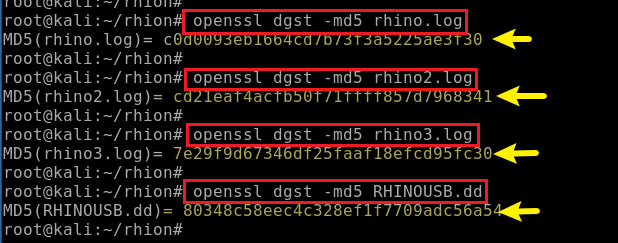 root@kali:~/rhion#
root@kali:~/rhion# openssl dgst -md5 rhino.log
MD5(rhino.log)= c0d0093eb1664cd7b73f3a5225ae3f30
root@kali:~/rhion#
root@kali:~/rhion# openssl dgst -md5 rhino2.log
MD5(rhino2.log)= cd21eaf4acfb50f71ffff857d7968341
root@kali:~/rhion#
root@kali:~/rhion# openssl dgst -md5 rhino3.log
MD5(rhino3.log)= 7e29f9d67346df25faaf18efcd95fc30
root@kali:~/rhion#
root@kali:~/rhion# openssl dgst -md5 RHINOUSB.dd
MD5(RHINOUSB.dd)= 80348c58eec4c328ef1f7709adc56a54
root@kali:~/rhion#